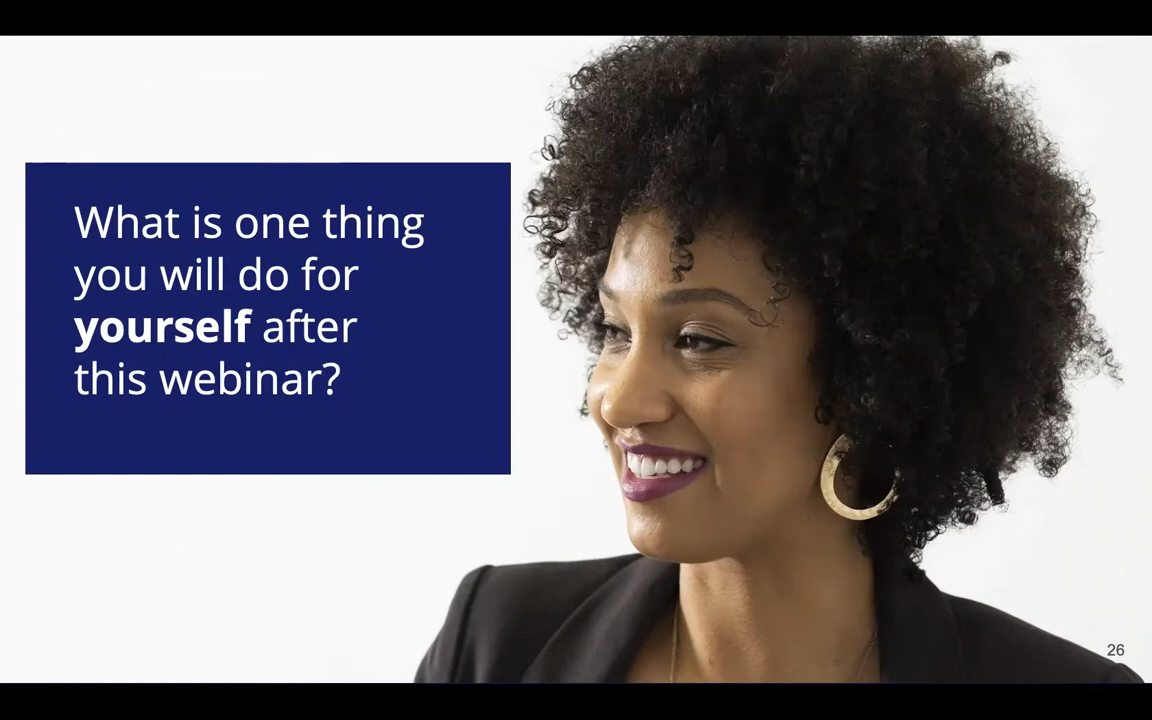 What is one thing
you will do for
yourself after
this webinar?
26